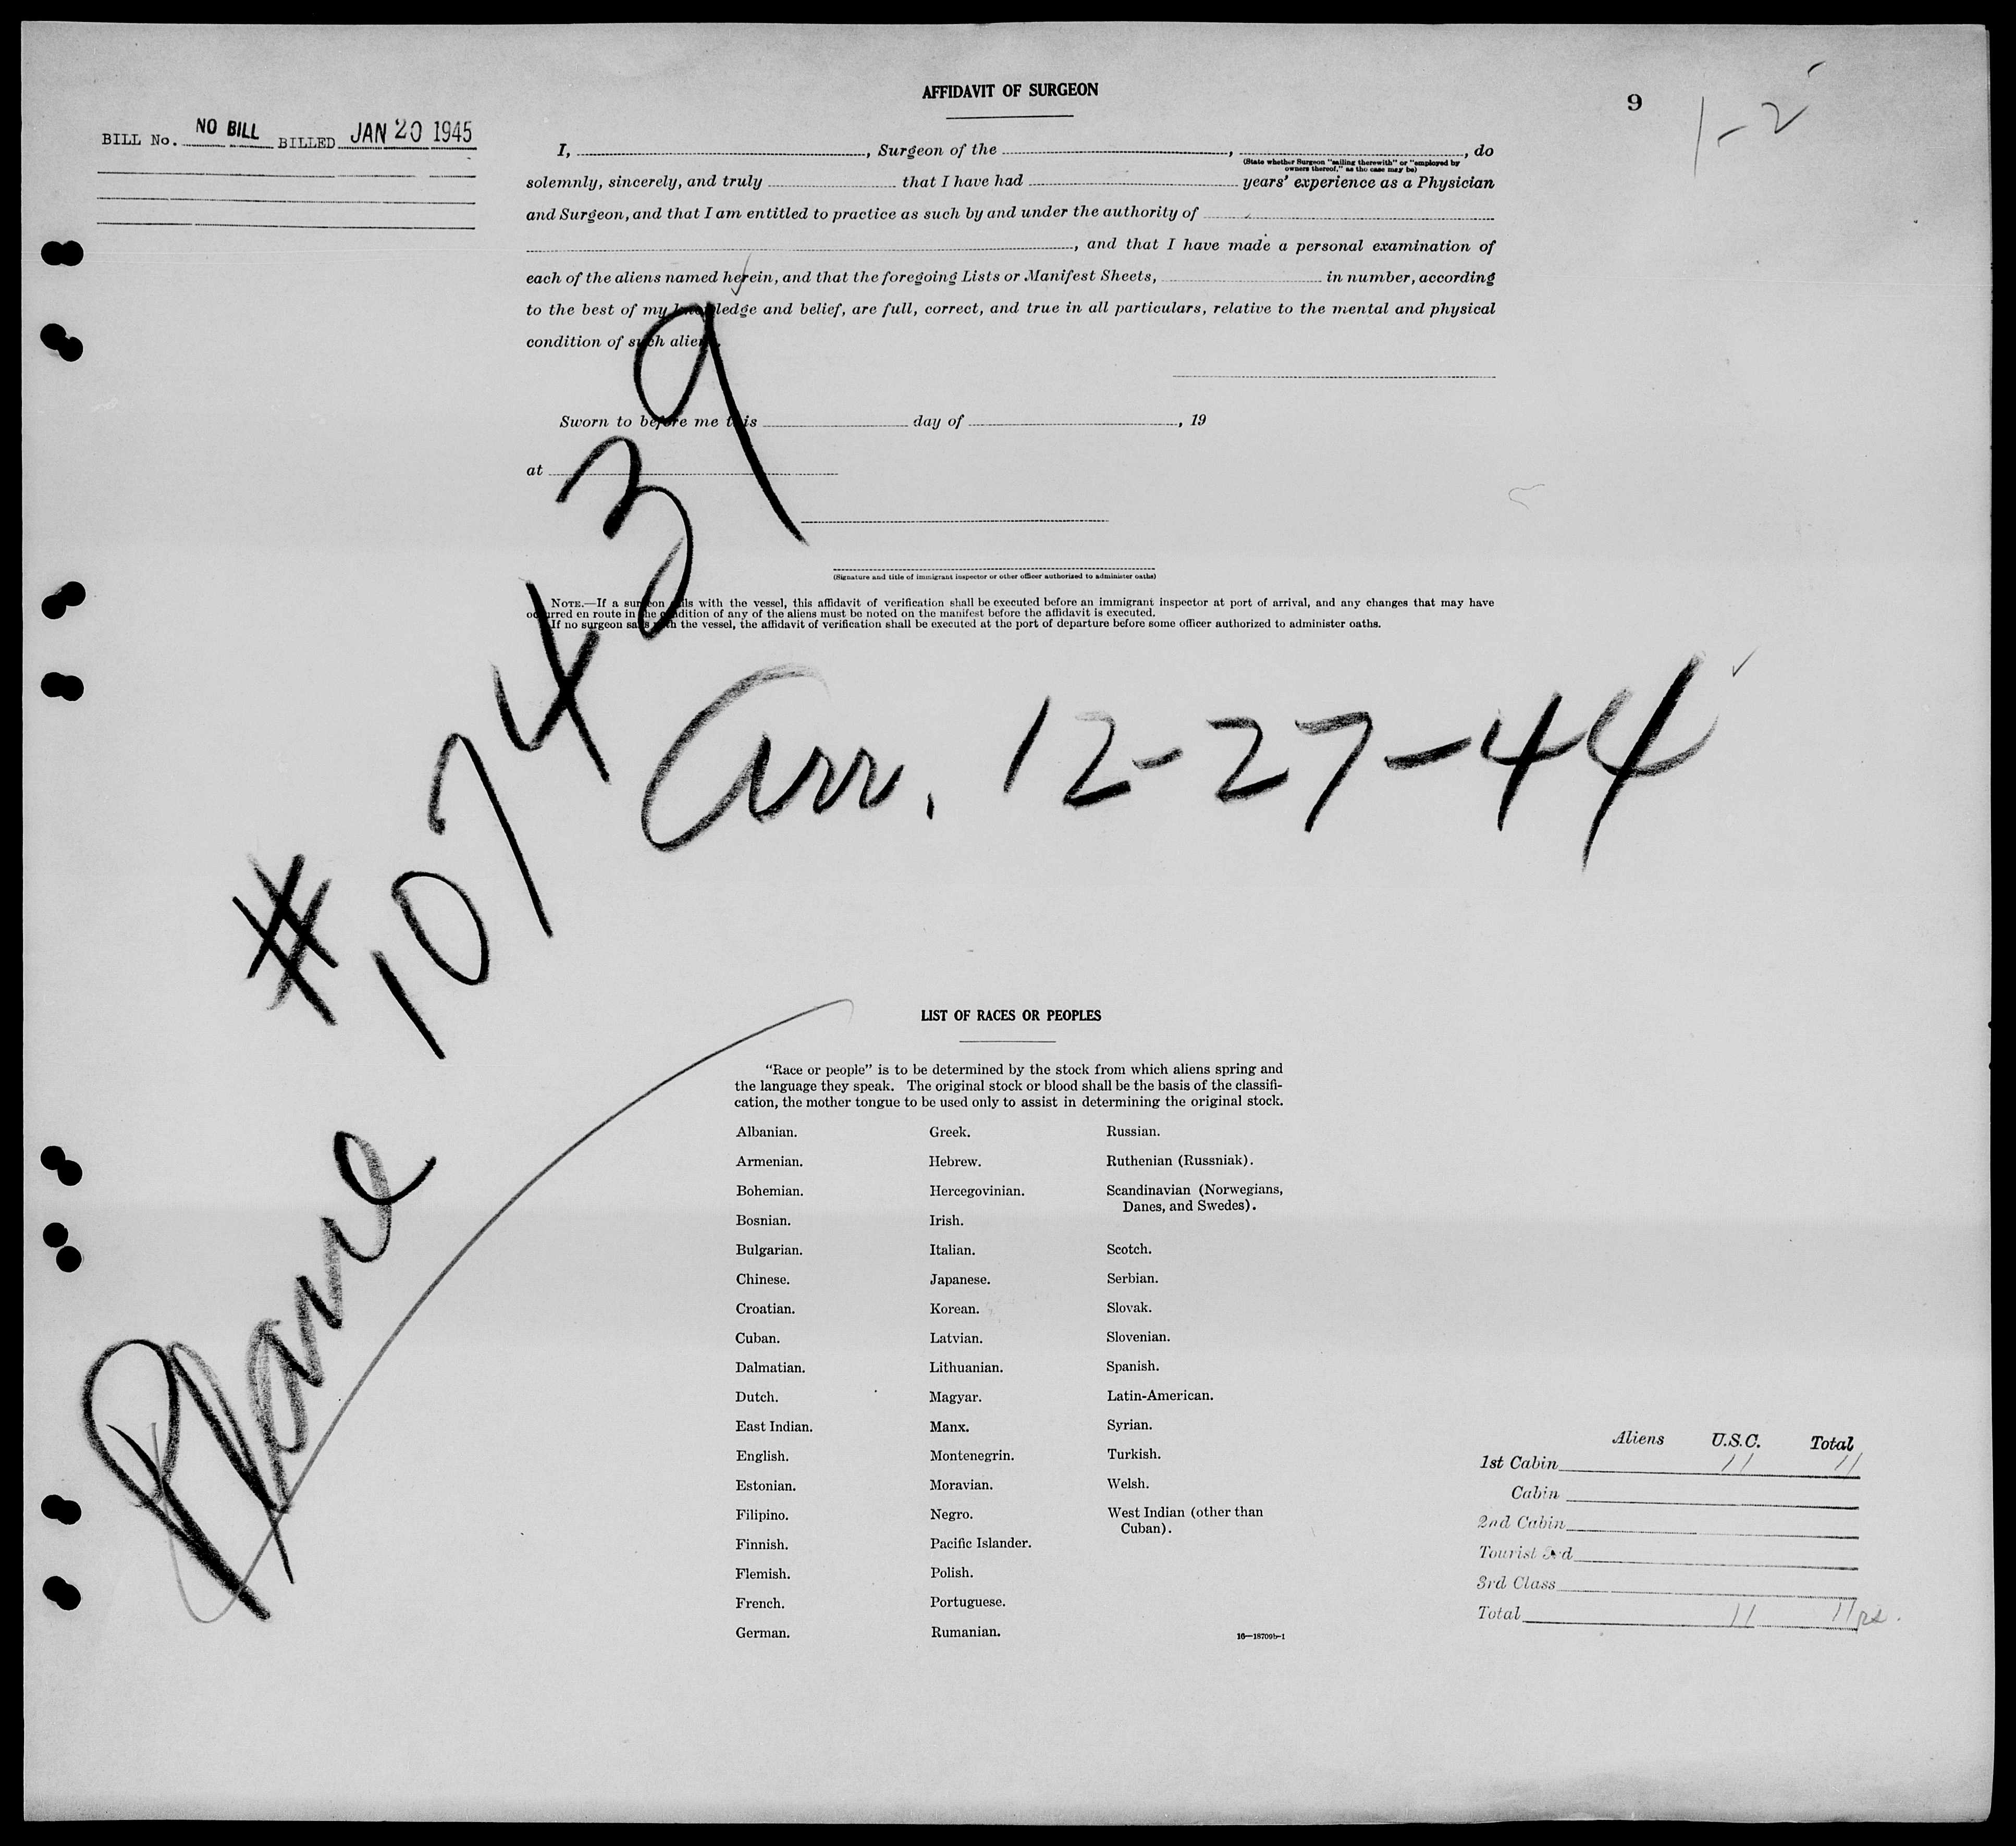 AFFIDAVIT OF SURGEON
9
1-2
BILL No. NO BILL BILLED JAN 20 1945
I, , Surgeon of the , , do
(State whether Surgeon "sailing therewith" or "employed by
owners thereof," as the case may be)
solemnly, sincerely, and truly that I have had years' experience as a Physician
and Surgeon, and that I am entitled to practice as such by and under the authority of
, and that I have made a personal examination of
each of the aliens named herein, and that the foregoing Lists or Manifest Sheets, in number, according
to the best of my knowledge and belief, are full, correct, and true in all particulars, relative to the mental and physical
condition of such aliens.
Sworn to before me this day of , 19
at
(Signature and title of immigrant inspector or other officer authorized to administer oaths)
NOTE.—If a surgeon sails with the vessel, this affidavit of verification shall be executed before an immigrant inspector at port of arrival, and any changes that may have
occurred en route in the condition of any of the aliens must be noted on the manifest before the affidavit is executed.
If no surgeon sails with the vessel, the affidavit of verification shall be executed at the port of departure before some officer authorized to administer oaths.
Plane
# 107439
Arr. 12-27-44
LIST OF RACES OR PEOPLES
"Race or people" is to be determined by the stock from which aliens spring and
the language they speak. The original stock or blood shall be the basis of the classifi-
cation, the mother tongue to be used only to assist in determining the original stock.
Albanian.
Armenian.
Bohemian.
Bosnian.
Bulgarian.
Chinese.
Croatian.
Cuban.
Dalmatian.
Dutch.
East Indian.
English.
Estonian.
Filipino.
Finnish.
Flemish.
French.
German.
Greek.
Hebrew.
Hercegovinian.
Irish.
Italian.
Japanese.
Korean.
Latvian.
Lithuanian.
Magyar.
Manx.
Montenegrin.
Moravian.
Negro.
Pacific Islander.
Polish.
Portuguese.
Rumanian.
Russian.
Ruthenian (Russniak).
Scandinavian (Norwegians,
Danes, and Swedes).
Scotch.
Serbian.
Slovak.
Slovenian.
Spanish.
Latin-American.
Syrian.
Turkish.
Welsh.
West Indian (other than
Cuban).
16—18709b-1
Aliens U.S.C. Total
1st Cabin 11 11
Cabin
2nd Cabin
Tourist 3rd
3rd Class
Total 11 11